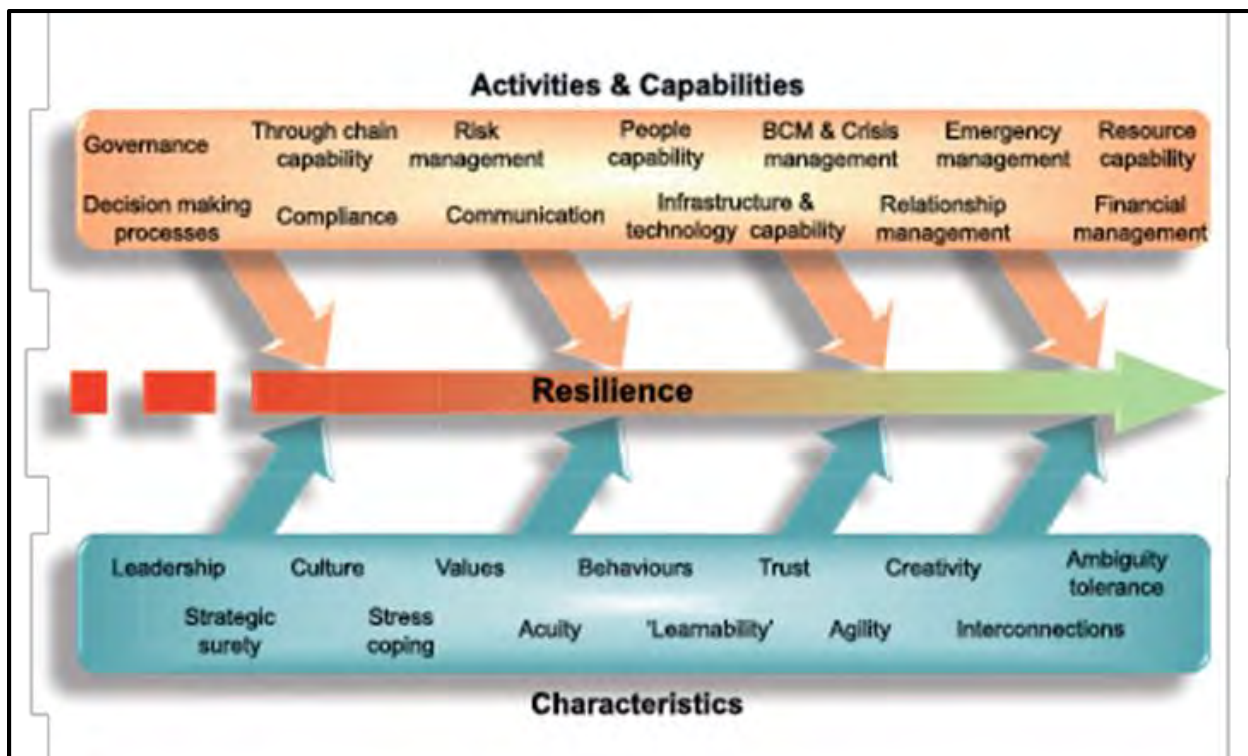 Activities & Capabilities
Governance
Through chain
capability
Risk
management
People
capability
BCM & Crisis
management
Emergency
management
Resource
capability
Decision making
processes
Compliance
Communication
Infrastructure &
technology capability
Relationship
management
Financial
management
Resilience
Leadership
Culture
Values
Behaviours
Trust
Creativity
Ambiguity
tolerance
Strategic
surety
Stress
coping
Acuity
'Learnability'
Agility
Interconnections
Characteristics